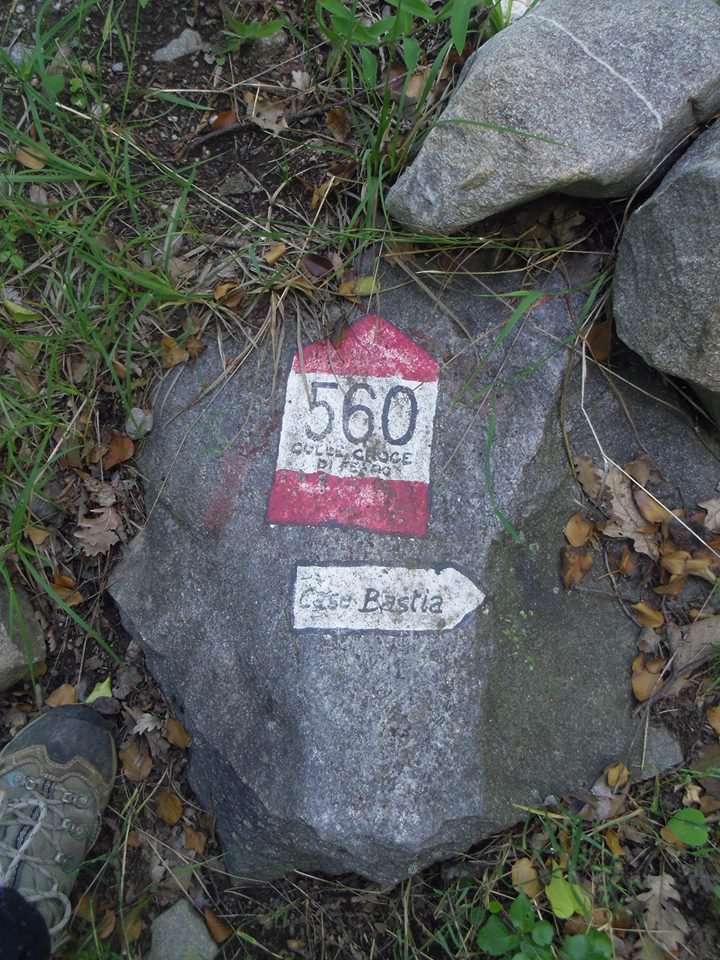 560
COLLE CROCE
DI FERRO
Case Bastia